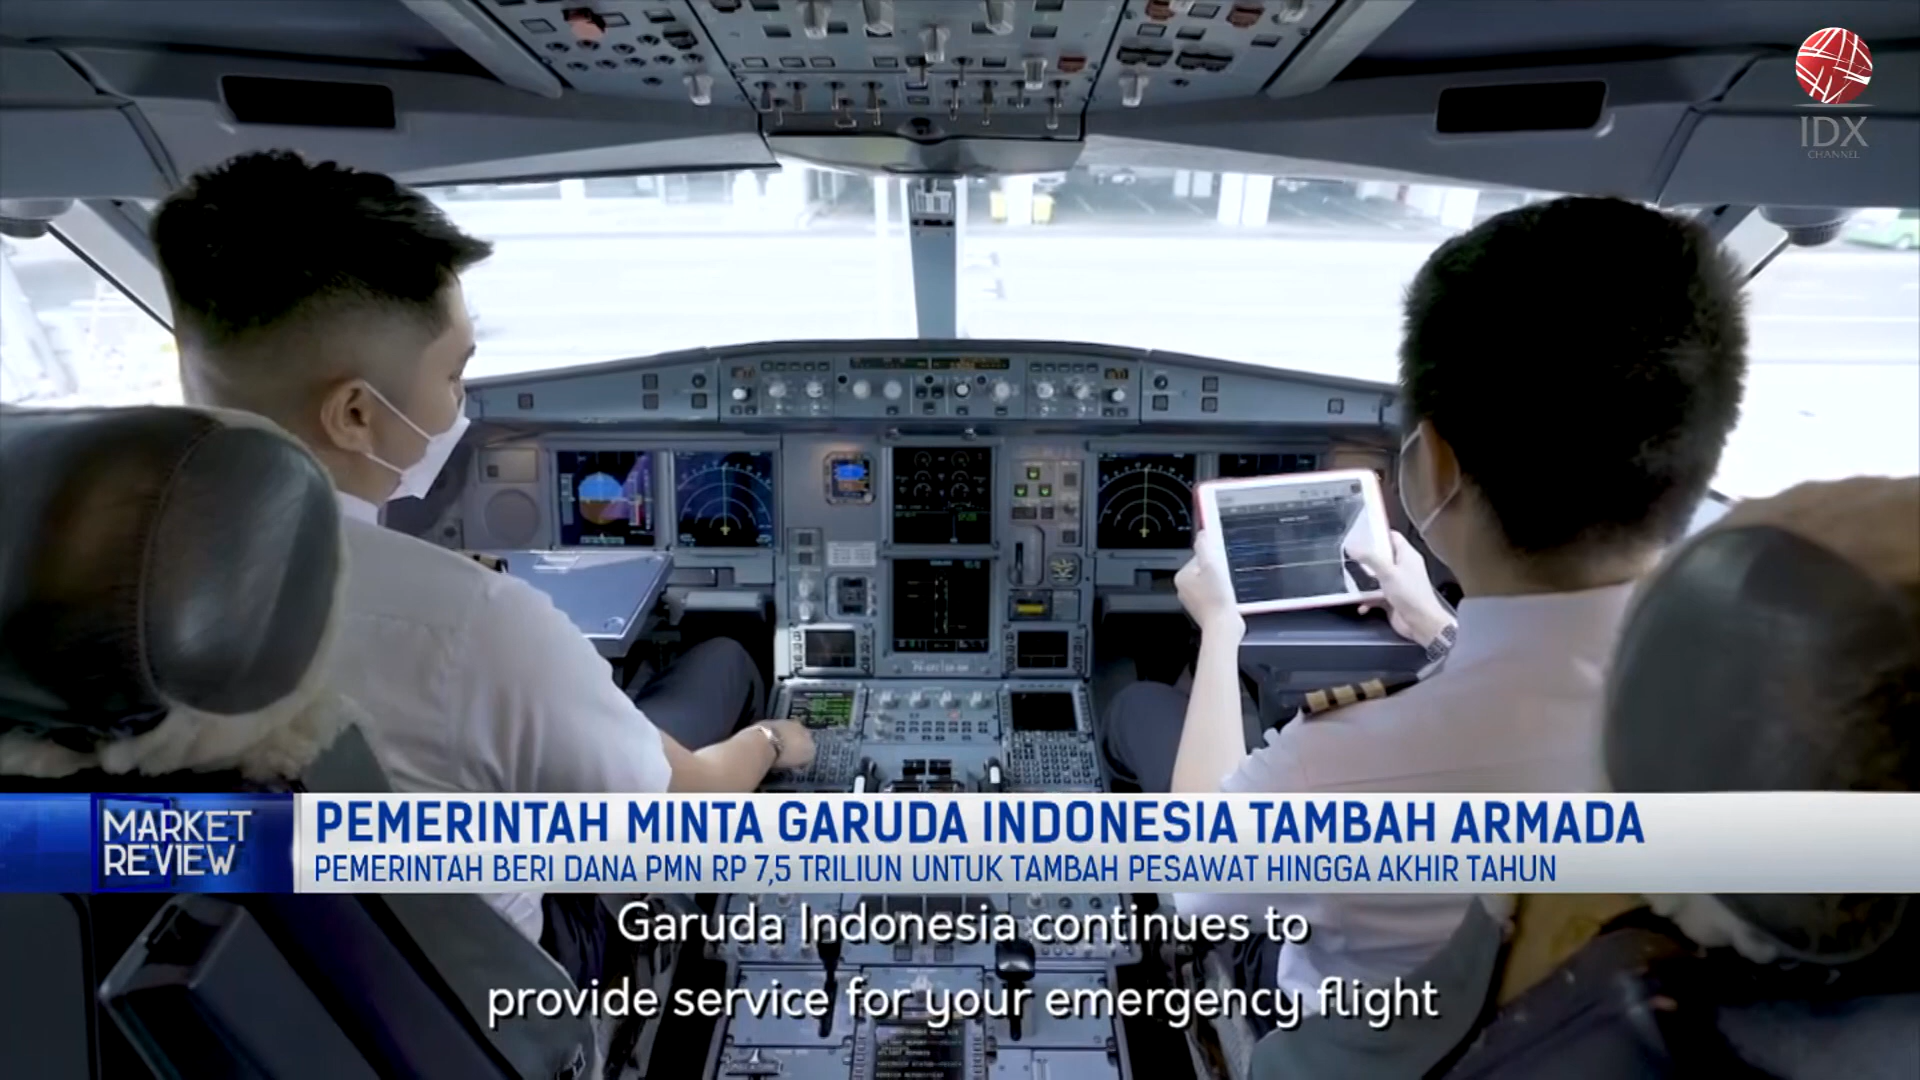 IDX
CHANNEL
MARKET
REVIEW
PEMERINTAH MINTA GARUDA INDONESIA TAMBAH ARMADA
PEMERINTAH BERI DANA PMN RP 7,5 TRILIUN UNTUK TAMBAH PESAWAT HINGGA AKHIR TAHUN
Garuda Indonesia continues to
provide service for your emergency flight